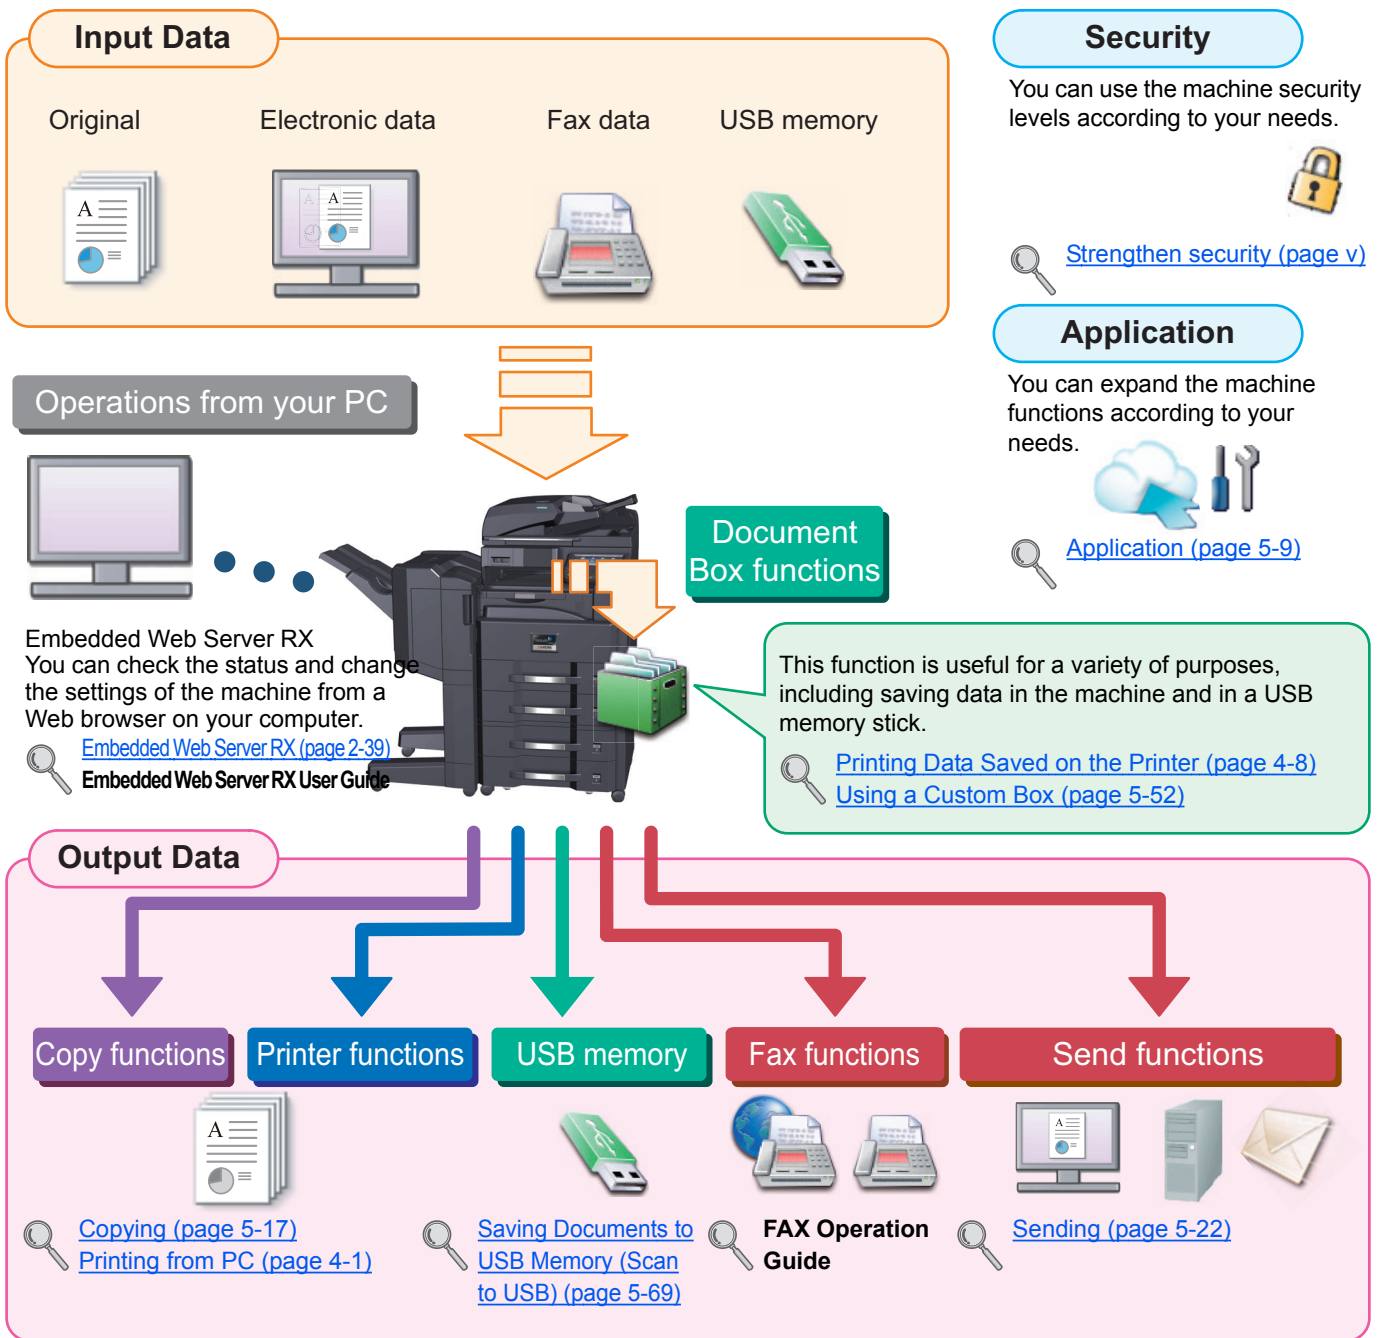 Input Data
Original
Electronic data
Fax data
USB memory
A
A
A
Security
You can use the machine security
levels according to your needs.
Strengthen security (page v)
Application
You can expand the machine
functions according to your
needs.
Application (page 5-9)
Operations from your PC
Embedded Web Server RX
You can check the status and change
the settings of the machine from a
Web browser on your computer.
Embedded Web Server RX (page 2-39)
Embedded Web Server RX User Guide
Document
Box functions
This function is useful for a variety of purposes,
including saving data in the machine and in a USB
memory stick.
Printing Data Saved on the Printer (page 4-8)
Using a Custom Box (page 5-52)
Output Data
Copy functions
Printer functions
USB memory
Fax functions
Send functions
A
A
Copying (page 5-17)
Printing from PC (page 4-1)
Saving Documents to
USB Memory (Scan
to USB) (page 5-69)
FAX Operation
Guide
Sending (page 5-22)